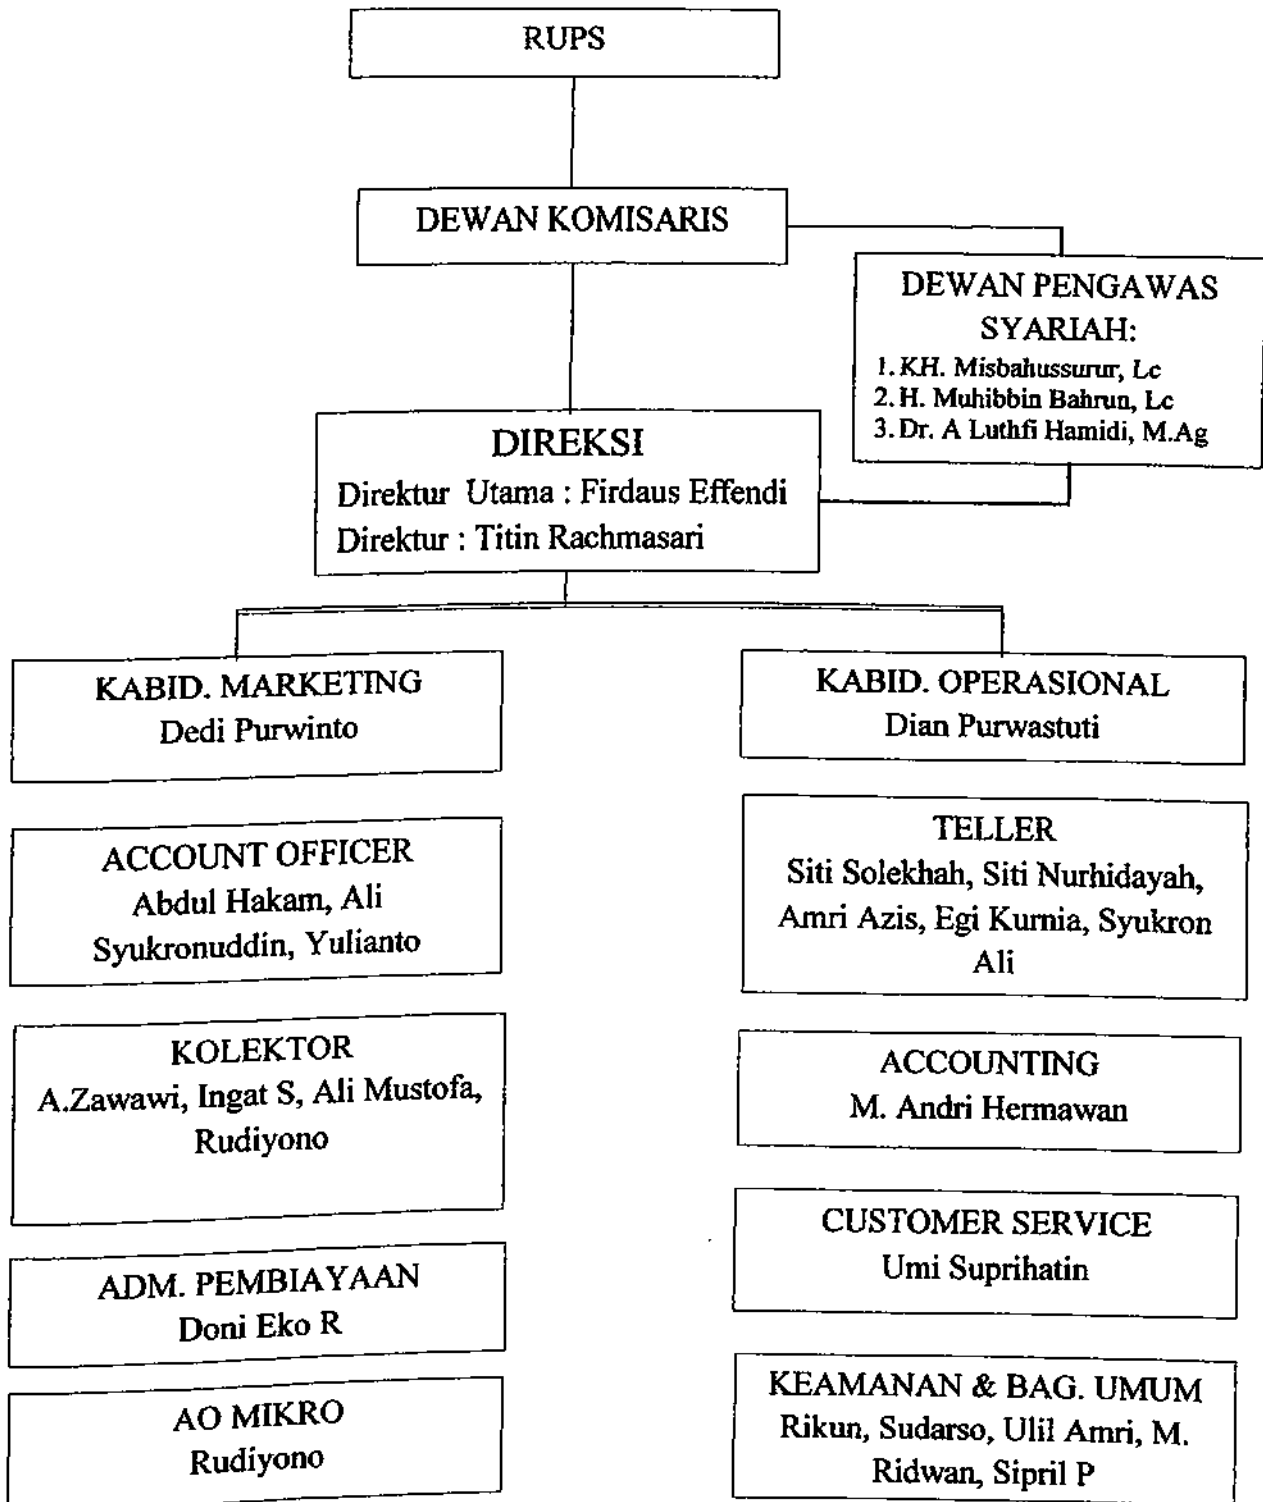 RUPS
DEWAN KOMISARIS
DEWAN PENGAWAS
SYARIAH:
1. KH. Misbahussurur, Lc
2. H. Muhibbin Bahrun, Lc
3. Dr. A Luthfi Hamidi, M.Ag
DIREKSI
Direktur Utama : Firdaus Effendi
Direktur : Titin Rachmasari
KABID. MARKETING
Dedi Purwinto
ACCOUNT OFFICER
Abdul Hakam, Ali
Syukronuddin, Yulianto
KOLEKTOR
A.Zawawi, Ingat S, Ali Mustofa,
Rudiyono
ADM. PEMBIAYAAN
Doni Eko R
AO MIKRO
Rudiyono
KABID. OPERASIONAL
Dian Purwastuti
TELLER
Siti Solekhah, Siti Nurhidayah,
Amri Azis, Egi Kurnia, Syukron
Ali
ACCOUNTING
M. Andri Hermawan
CUSTOMER SERVICE
Umi Suprihatin
KEAMANAN & BAG. UMUM
Rikun, Sudarso, Ulil Amri, M.
Ridwan, Sipril P